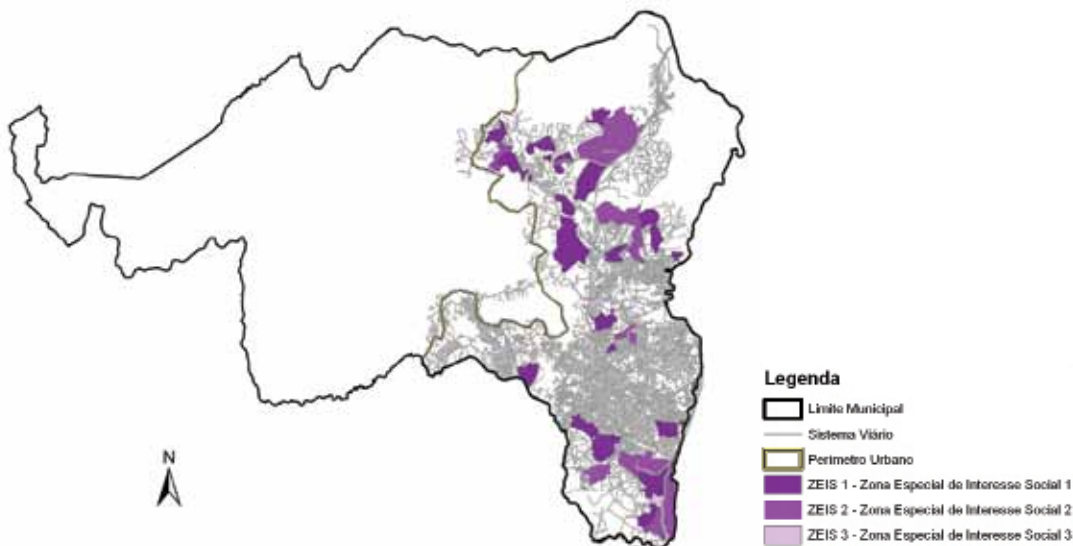 N
Legenda
Limite Municipal
Sistema Viário
Perímetro Urbano
ZEIS 1 - Zona Especial de Interesse Social 1
ZEIS 2 - Zona Especial de Interesse Social 2
ZEIS 3 - Zona Especial de Interesse Social 3